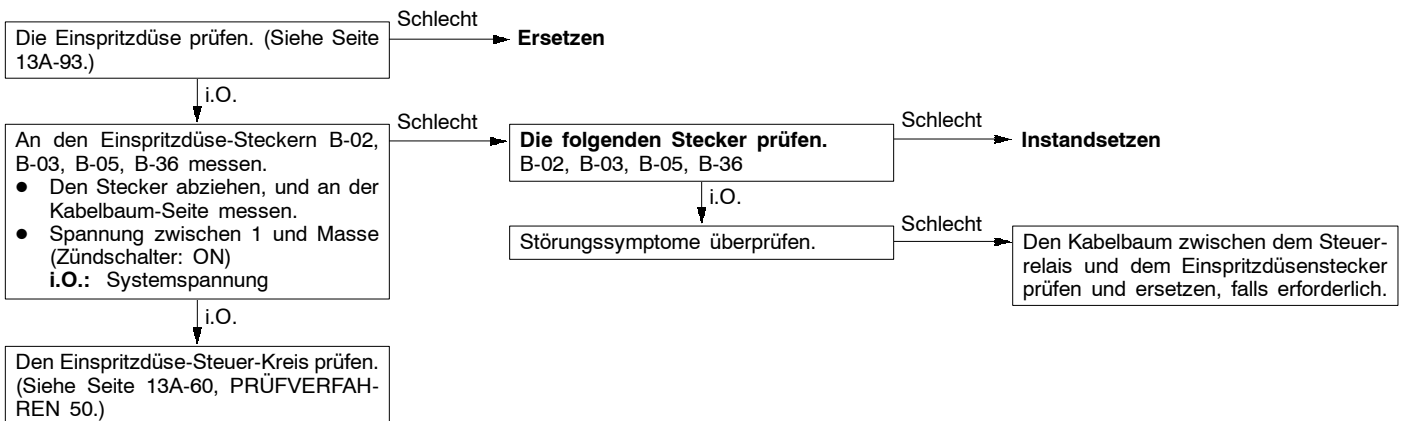 Die Einspritzdüse prüfen. (Siehe Seite
13A-93.)
Schlecht
Ersetzen
i.O.
An den Einspritzdüse-Steckern B-02,
B-03, B-05, B-36 messen.
● Den Stecker abziehen, und an der
Kabelbaum-Seite messen.
● Spannung zwischen 1 und Masse
(Zündschalter: ON)
i.O.: Systemspannung
Schlecht
Die folgenden Stecker prüfen.
B-02, B-03, B-05, B-36
Schlecht
Instandsetzen
i.O.
Störungssymptome überprüfen.
Schlecht
Den Kabelbaum zwischen dem Steuer-
relais und dem Einspritzdüsenstecker
prüfen und ersetzen, falls erforderlich.
i.O.
Den Einspritzdüse-Steuer-Kreis prüfen.
(Siehe Seite 13A-60, PRÜFVERFAH-
REN 50.)